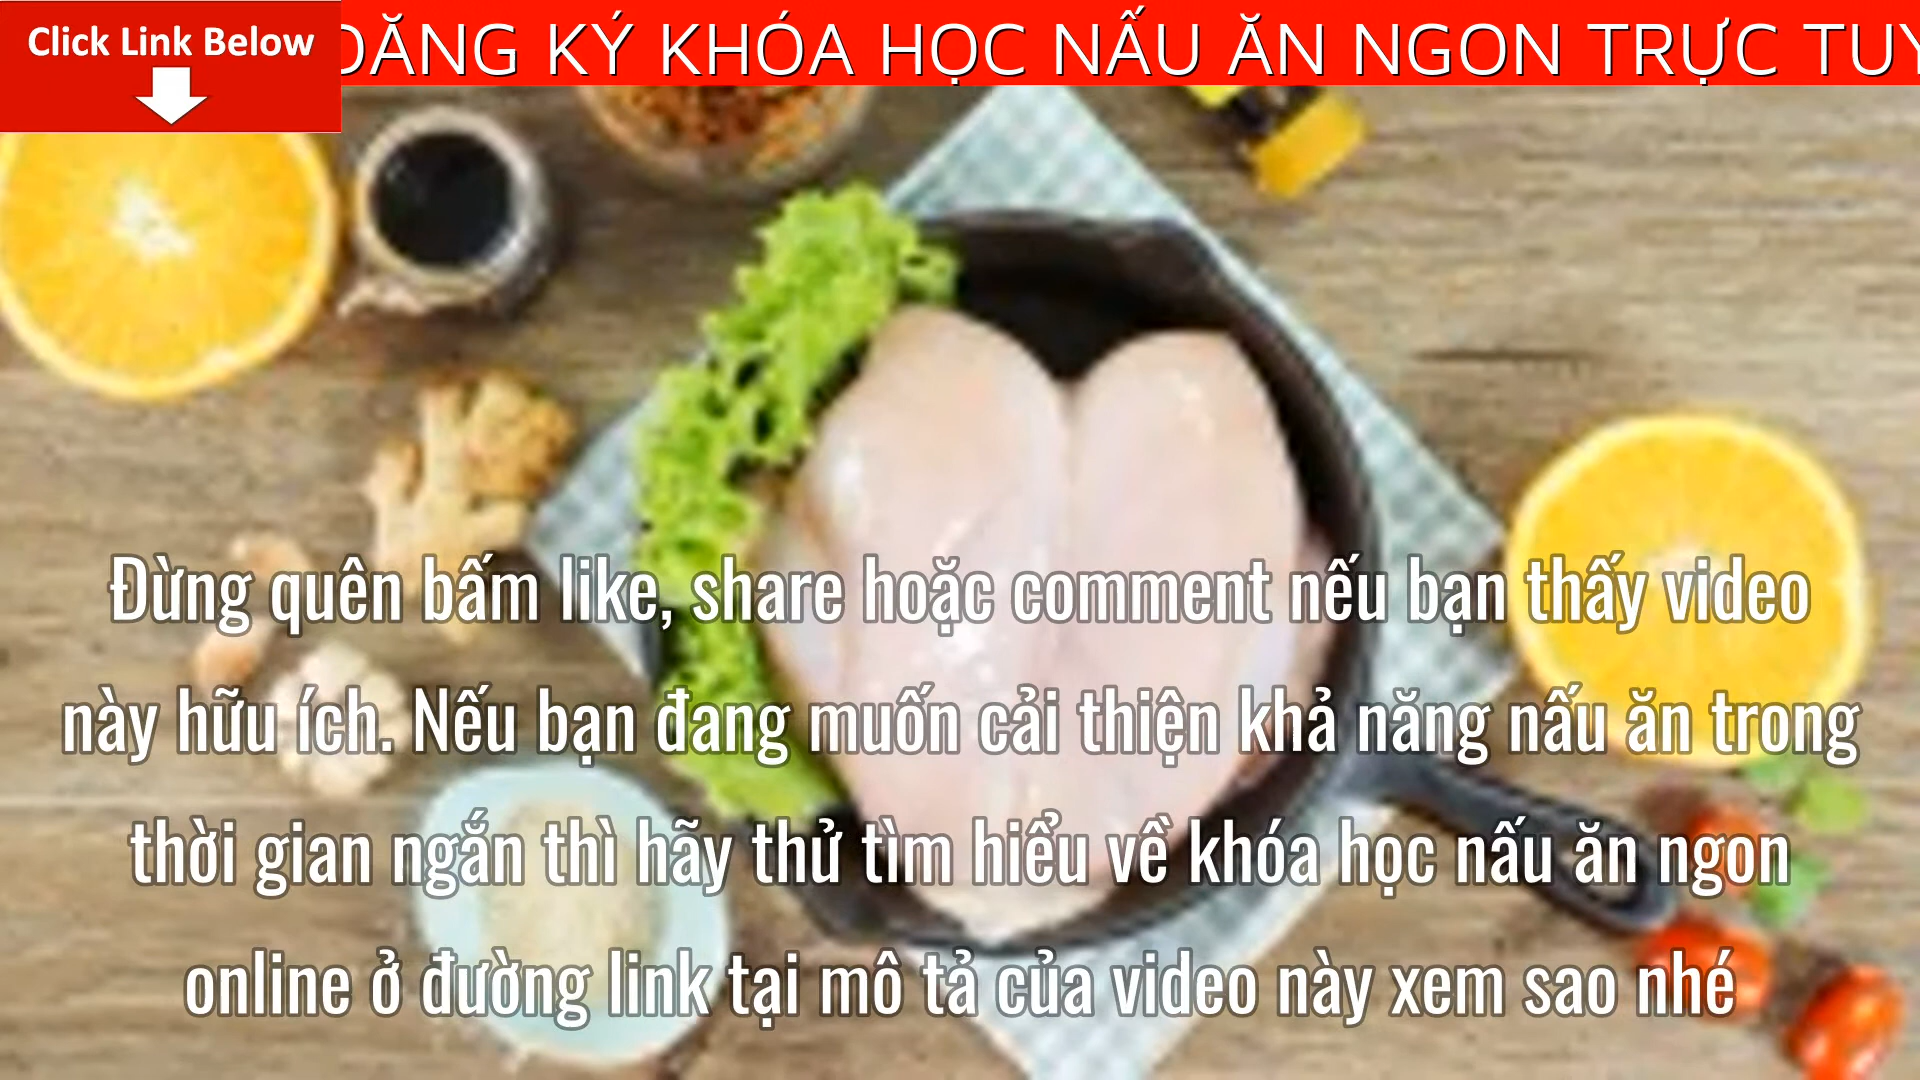 Click Link Below
ĐĂNG KÝ KHÓA HỌC NẤU ĂN NGON TRỰC
Đừng quên bấm like, share hoặc comment nếu bạn thấy video
này hữu ích. Nếu bạn đang muốn cải thiện khả năng nấu ăn trong
thời gian ngắn thì hãy thử tìm hiểu về khóa học nấu ăn ngon
online ở đường link tại mô tả của video này xem sao nhé